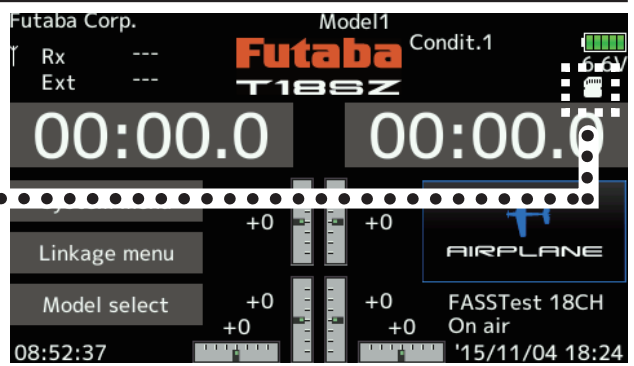 Futaba Corp.
Model1
Condit.1
Rx ---
Ext ---
Futaba
T18SZ
6.6V
00:00.0
00:00.0
Linkage menu
Model select
+0
+0
+0
+0
+0
+0
AIRPLANE
FASSTest 18CH
On air
08:52:37
'15/11/04 18:24